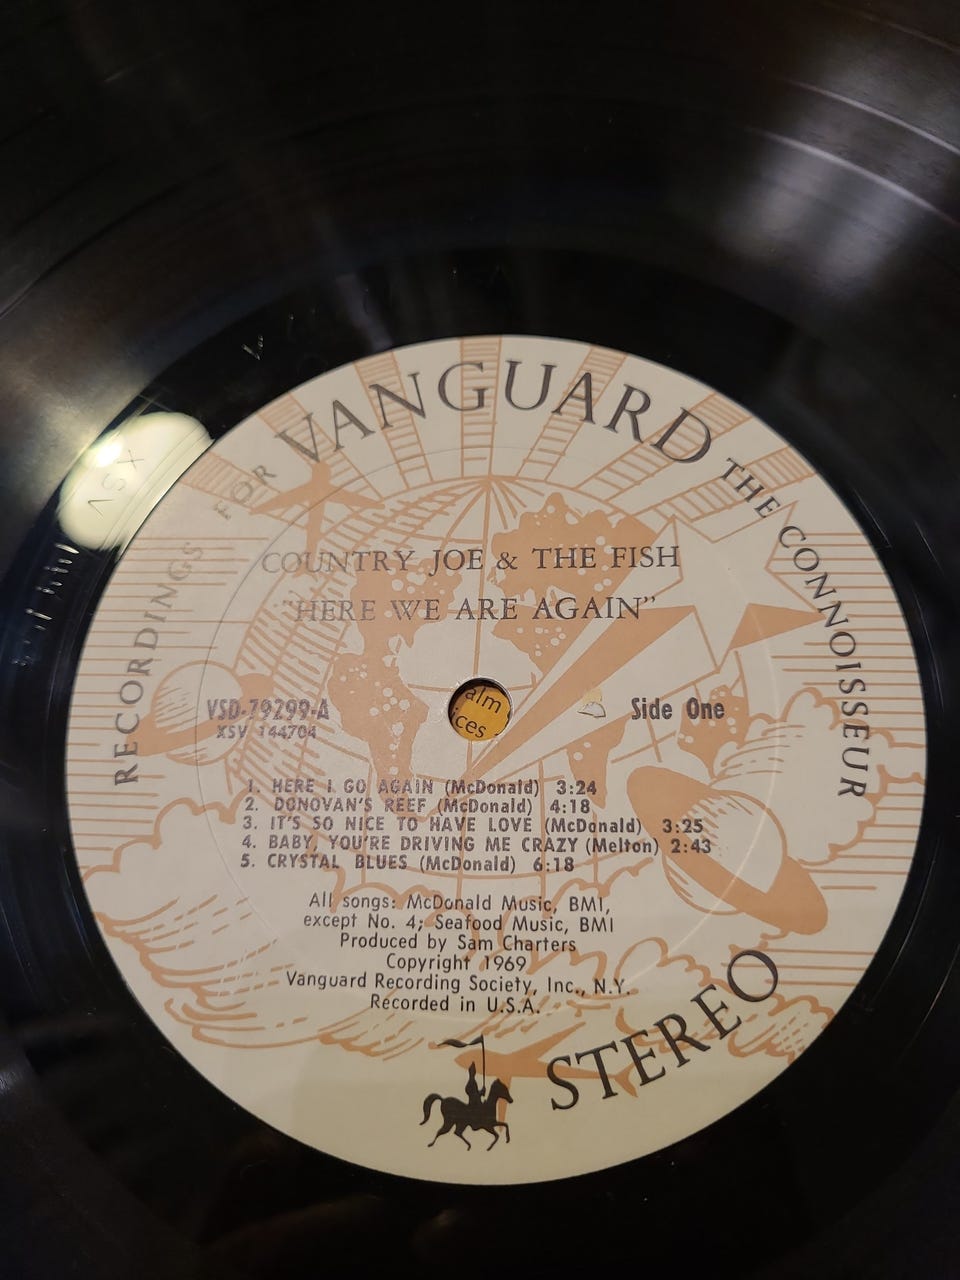 RECORDINGS FOR VANGUARD THE CONNOISSEUR
COUNTRY JOE & THE FISH
"HERE WE ARE AGAIN"
VSD-79299-A
XSV 144704
Side One
alm
ices
1. HERE I GO AGAIN (McDonald) 3:24
2. DONOVAN'S REEF (McDonald) 4:18
3. IT'S SO NICE TO HAVE LOVE (McDonald) 3:25
4. BABY, YOU'RE DRIVING ME CRAZY (Melton) 2:43
5. CRYSTAL BLUES (McDonald) 6:18
All songs: McDonald Music, BMI,
except No. 4; Seafood Music, BMI
Produced by Sam Charters
Copyright 1969
Vanguard Recording Society, Inc., N.Y.
Recorded in U.S.A.
STEREO
XSV